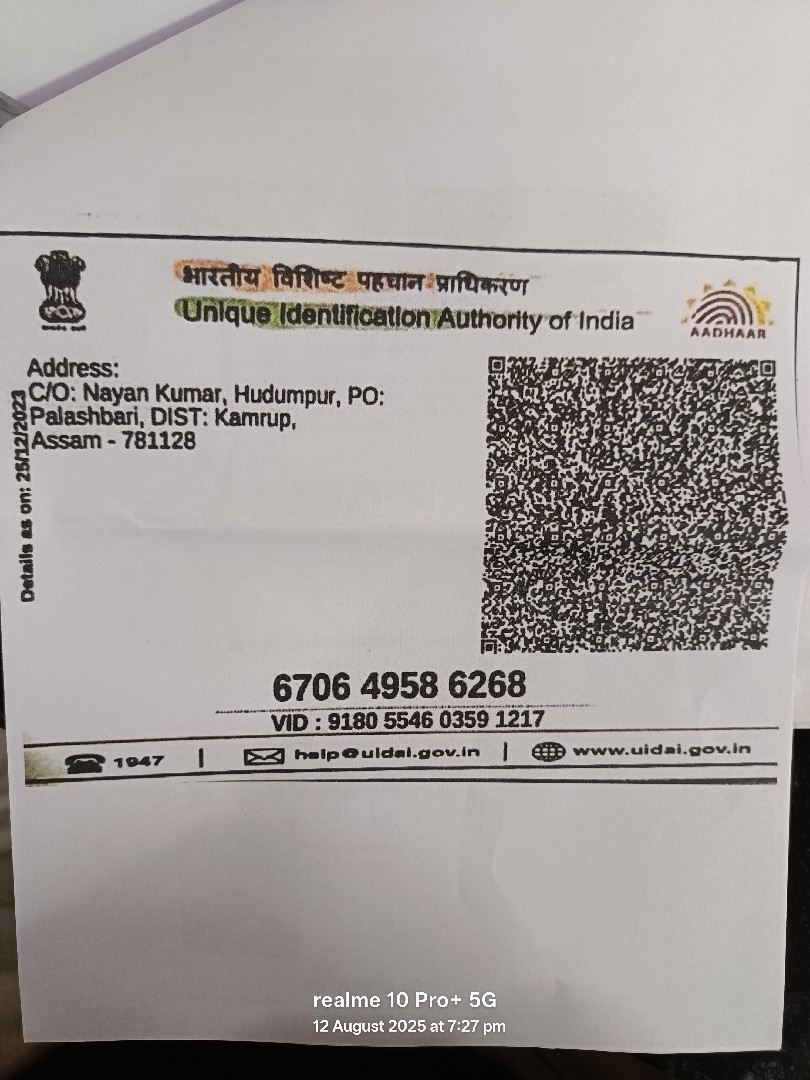 भारतीय विशिष्ट पहचान प्राधिकरण
Unique Identification Authority of India
AADHAAR
Address:
C/O: Nayan Kumar, Hudumpur, PO:
Palashbari, DIST: Kamrup,
Assam - 781128
Details as on: 25/12/2023
6706 4958 6268
VID : 9180 5546 0359 1217
1947 | help@uidai.gov.in | www.uidai.gov.in
realme 10 Pro+ 5G
12 August 2025 at 7:27 pm